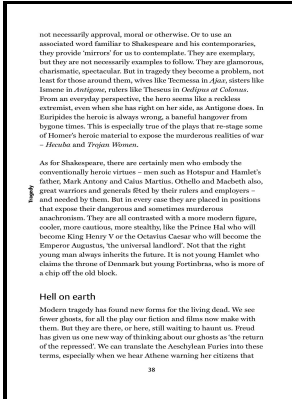 not necessarily approval, moral or otherwise. Or to use an
associated word familiar to Shakespeare and his contemporaries,
they provide 'mirrors' for us to contemplate. They are exemplary,
but they are not necessarily examples to follow. They are glamorous,
charismatic, spectacular. But in tragedy they become a problem, not
least for those around them, wives like Tecmessa in Ajax, sisters like
Ismene in Antigone, rulers like Theseus in Oedipus at Colonus.
From an everyday perspective, the hero seems like a reckless
extremist, even when she has right on her side, as Antigone does. In
Euripides the heroic is always wrong, a baneful hangover from
bygone times. This is especially true of the plays that re-stage some
of Homer's heroic material to expose the murderous realities of war
– Hecuba and Trojan Women.
As for Shakespeare, there are certainly men who embody the
conventionally heroic virtues – men such as Hotspur and Hamlet's
father, Mark Antony and Caius Martius. Othello and Macbeth also,
great warriors and generals fêted by their rulers and employers –
and needed by them. But in every case they are placed in positions
that expose their dangerous and sometimes murderous
anachronism. They are all contrasted with a more modern figure,
cooler, more cautious, more stealthy, like the Prince Hal who will
become King Henry V or the Octavius Caesar who will become the
Emperor Augustus, 'the universal landlord'. Not that the right
young man always inherits the future. It is not young Hamlet who
claims the throne of Denmark but young Fortinbras, who is more of
a chip off the old block.
Tragedy
Hell on earth
Modern tragedy has found new forms for the living dead. We see
fewer ghosts, for all the play our fiction and films now make with
them. But they are there, or here, still waiting to haunt us. Freud
has given us one new way of thinking about our ghosts as 'the return
of the repressed'. We can translate the Aeschylean Furies into these
terms, especially when we hear Athene warning her citizens that
38